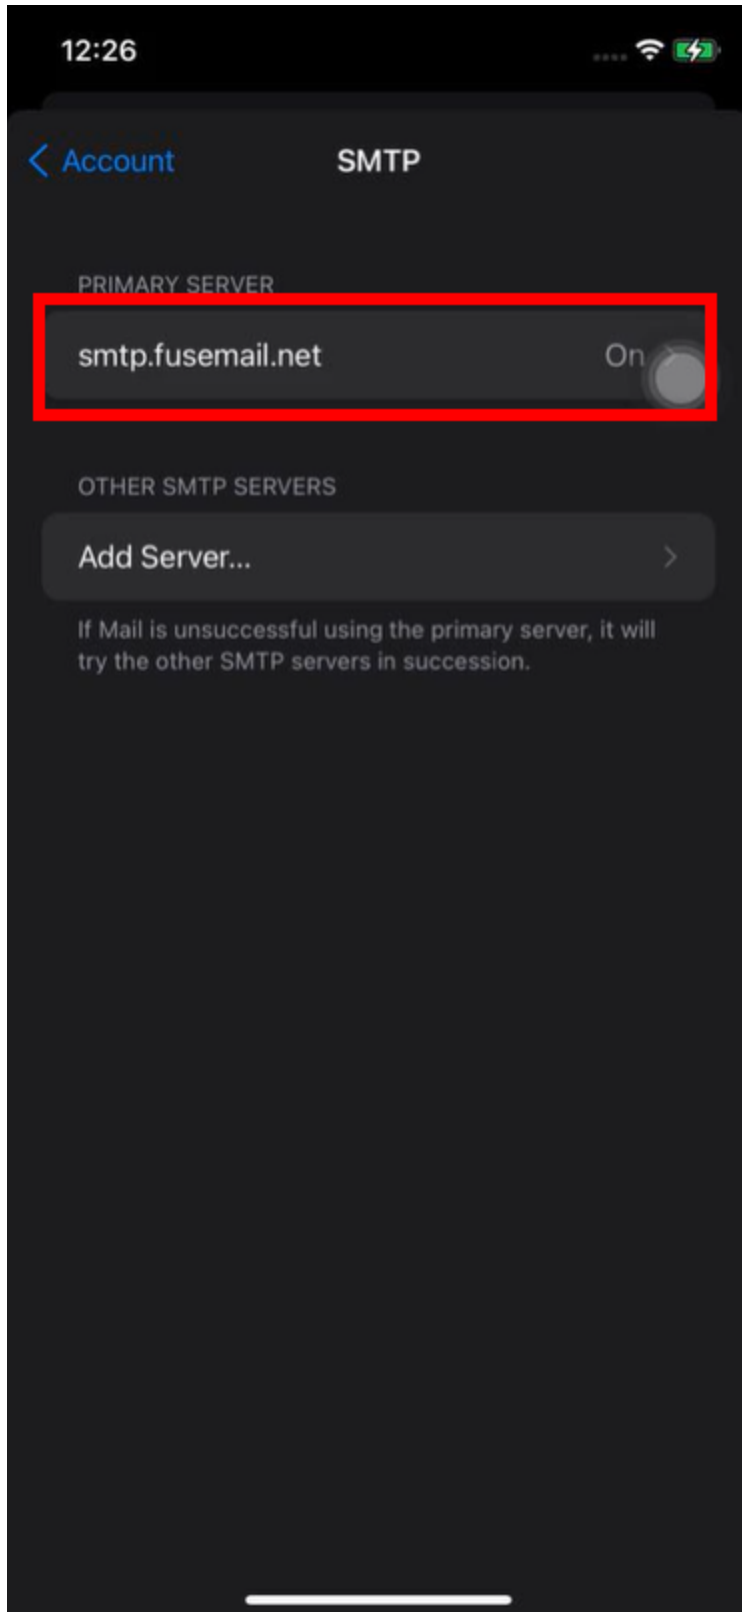 12:26
Account
SMTP
PRIMARY SERVER
smtp.fusemail.net
On
OTHER SMTP SERVERS
Add Server...
If Mail is unsuccessful using the primary server, it will
try the other SMTP servers in succession.